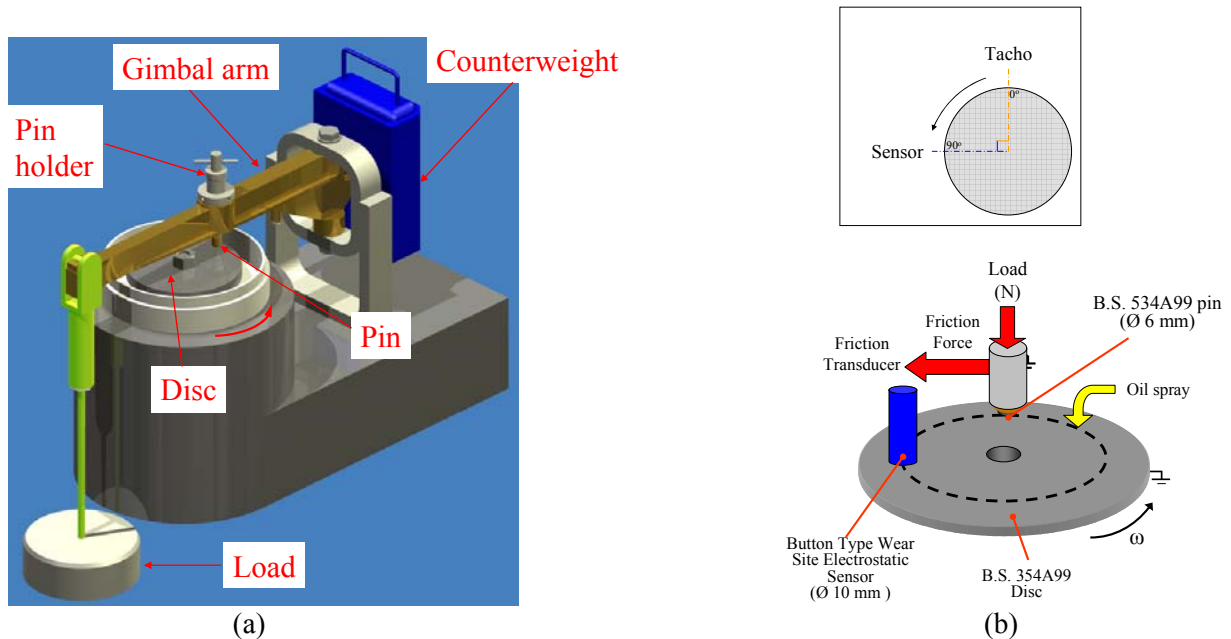 Gimbal arm
Counterweight
Pin
holder
Pin
Disc
Load
(a)
Tacho
0º
Sensor
90º
Load
(N)
B.S. 534A99 pin
(Ø 6 mm)
Friction
Force
Friction
Transducer
Oil spray
ω
Button Type Wear
Site Electrostatic
Sensor
(Ø 10 mm )
B.S. 354A99
Disc
(b)